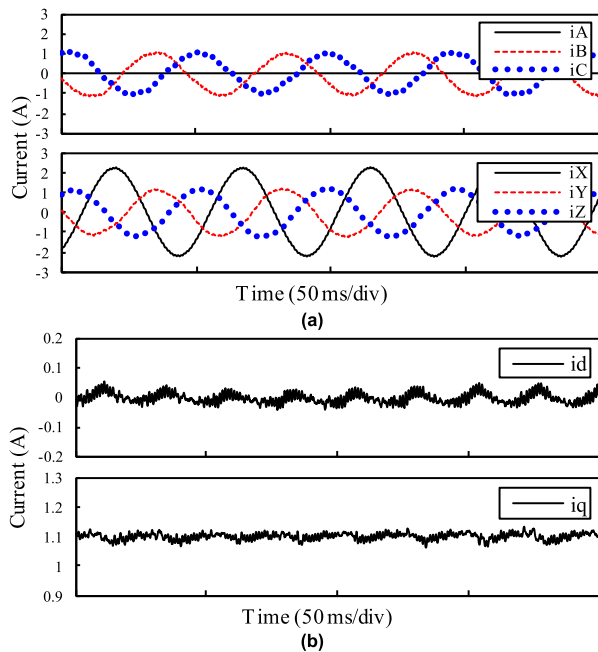 3
2
1
0
-1
-2
-3
iA
iB
iC
3
2
1
0
-1
-2
-3
iX
iY
iZ
Current (A)
Time (50 ms/div)
(a)
0.2
0.1
0
-0.1
-0.2
id
1.3
1.2
1.1
1
0.9
iq
Current (A)
Time (50 ms/div)
(b)